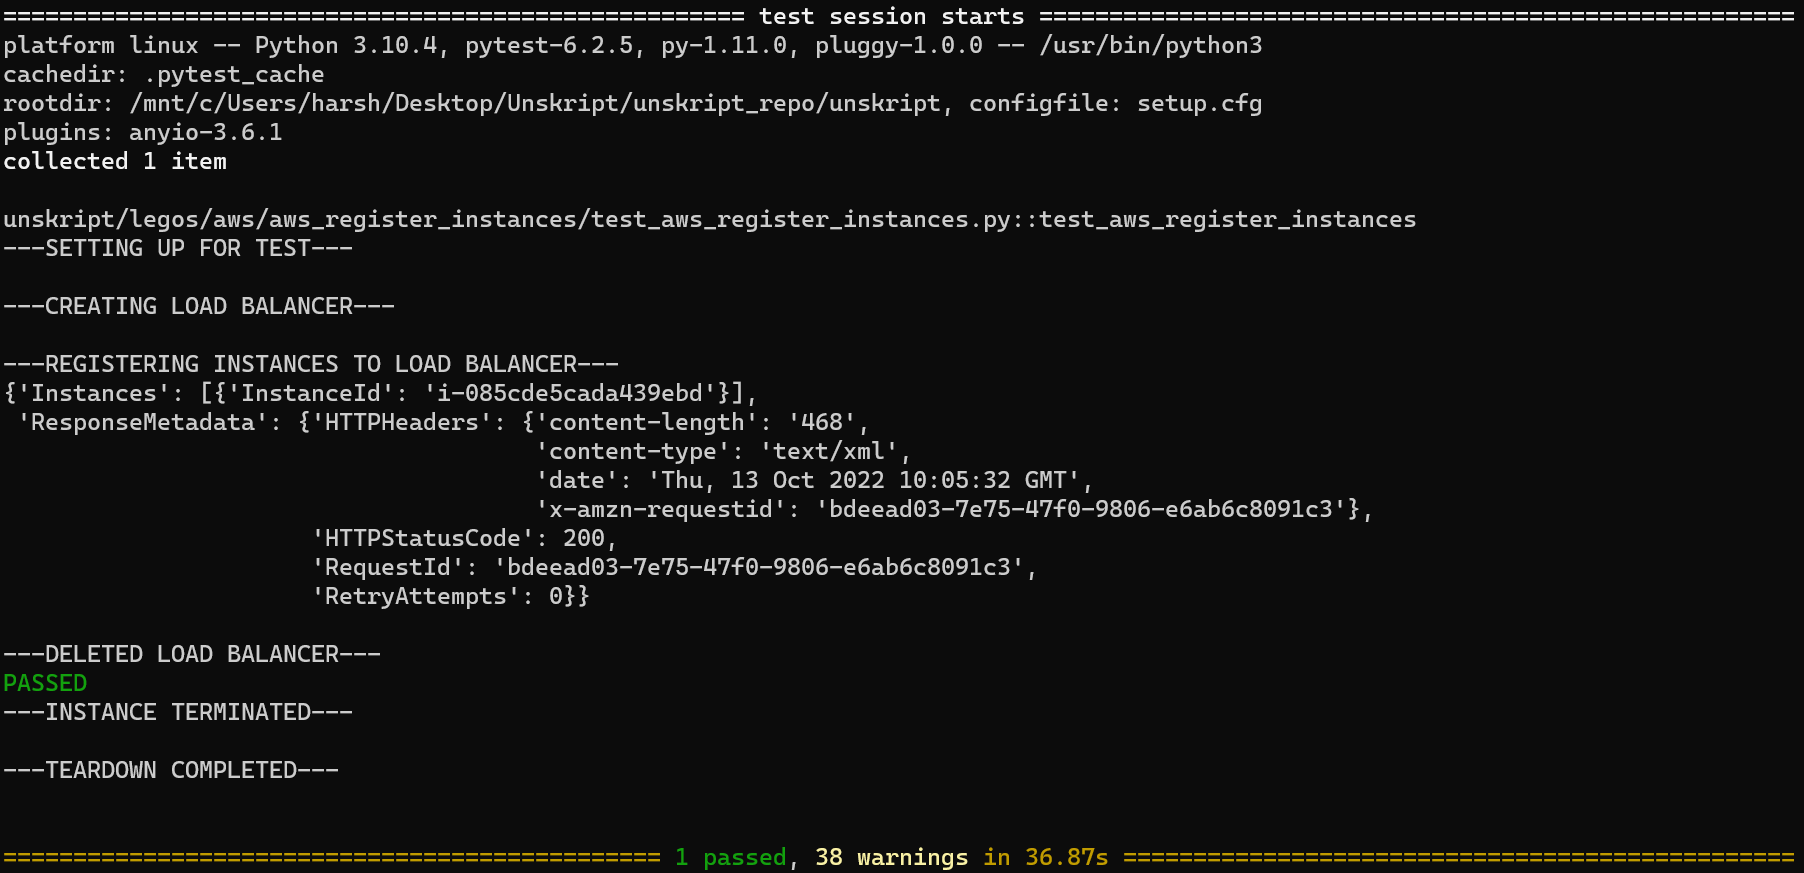 ===================================================== test session starts ======================================================
platform linux -- Python 3.10.4, pytest-6.2.5, py-1.11.0, pluggy-1.0.0 -- /usr/bin/python3
cachedir: .pytest_cache
rootdir: /mnt/c/Users/harsh/Desktop/Unskript/unskript_repo/unskript, configfile: setup.cfg
plugins: anyio-3.6.1
collected 1 item

unskript/legos/aws/aws_register_instances/test_aws_register_instances.py::test_aws_register_instances
---SETTING UP FOR TEST---

---CREATING LOAD BALANCER---

---REGISTERING INSTANCES TO LOAD BALANCER---
{'Instances': [{'InstanceId': 'i-085cde5cada439ebd'}],
 'ResponseMetadata': {'HTTPHeaders': {'content-length': '468',
                                      'content-type': 'text/xml',
                                      'date': 'Thu, 13 Oct 2022 10:05:32 GMT',
                                      'x-amzn-requestid': 'bdeead03-7e75-47f0-9806-e6ab6c8091c3'},
                      'HTTPStatusCode': 200,
                      'RequestId': 'bdeead03-7e75-47f0-9806-e6ab6c8091c3',
                      'RetryAttempts': 0}}

---DELETED LOAD BALANCER---
PASSED
---INSTANCE TERMINATED---

---TEARDOWN COMPLETED---


=============================================== 1 passed, 38 warnings in 36.87s ================================================